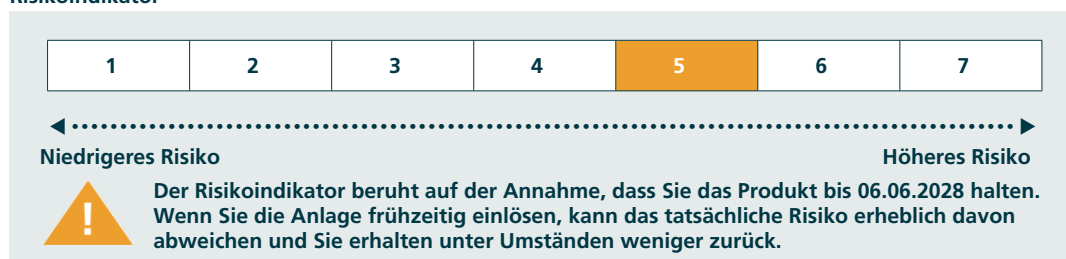 Risikoindikator
1 2 3 4 5 6 7
Niedrigeres Risiko Höheres Risiko
!
Der Risikoindikator beruht auf der Annahme, dass Sie das Produkt bis 06.06.2028 halten.
Wenn Sie die Anlage frühzeitig einlösen, kann das tatsächliche Risiko erheblich davon
abweichen und Sie erhalten unter Umständen weniger zurück.